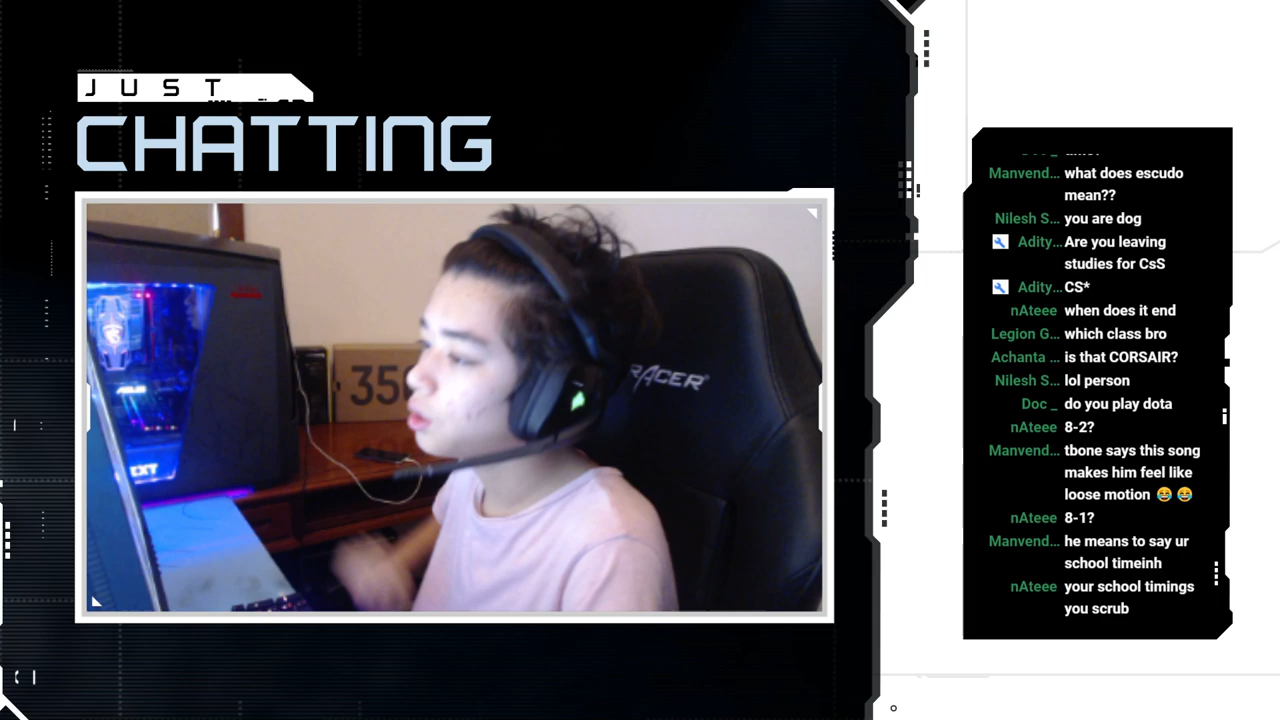 JUST
CHATTING
ACER
350
EXT
Manvend... what does escudo
mean??
Nilesh S... you are dog
Adity... Are you leaving
studies for CsS
Adity... CS*
nAteee when does it end
Legion G... which class bro
Achanta ... is that CORSAIR?
Nilesh S... lol person
Doc _ do you play dota
nAteee 8-2?
Manvend... tbone says this song
makes him feel like
loose motion 😂 😂
nAteee 8-1?
Manvend... he means to say ur
school timeinh
nAteee your school timings
you scrub